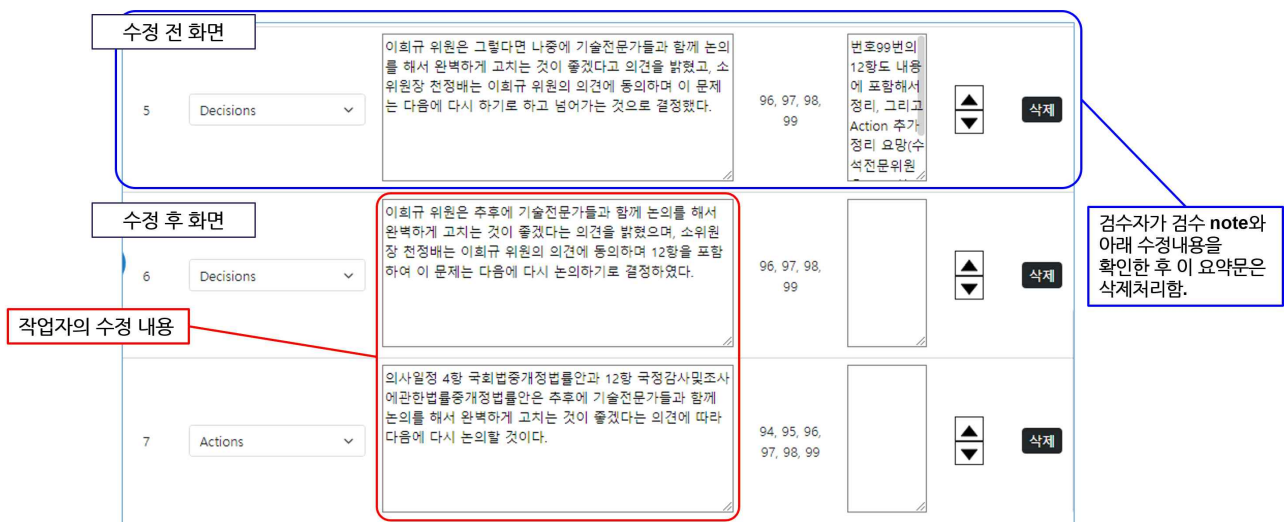 수정 전 화면
5
Decisions
이희규 위원은 그렇다면 나중에 기술전문가들과 함께 논의
를 해서 완벽하게 고치는 것이 좋겠다고 의견을 밝혔고, 소
위원장 천정배는 이희규 위원의 의견에 동의하며 이 문제
는 다음에 다시 하기로 하고 넘어가는 것으로 결정했다.
96, 97, 98,
99
번호99번의
12항도 내용
에 포함해서
정리, 그리고
Action 추가
정리 요망(수
석전문위원
삭제
수정 후 화면
6
Decisions
이희규 위원은 추후에 기술전문가들과 함께 논의를 해서
완벽하게 고치는 것이 좋겠다는 의견을 밝혔으며, 소위원
장 천정배는 이희규 위원의 의견에 동의하며 12항을 포함
하여 이 문제는 다음에 다시 논의하기로 결정하였다.
96, 97, 98,
99
삭제
검수자가 검수 note와
아래 수정내용을
확인한 후 이 요약문은
삭제처리함.
작업자의 수정 내용
7
Actions
의사일정 4항 국회법중개정법률안과 12항 국정감사및조사
에관한법률중개정법률안은 추후에 기술전문가들과 함께
논의를 해서 완벽하게 고치는 것이 좋겠다는 의견에 따라
다음에 다시 논의할 것이다.
94, 95, 96,
97, 98, 99
삭제